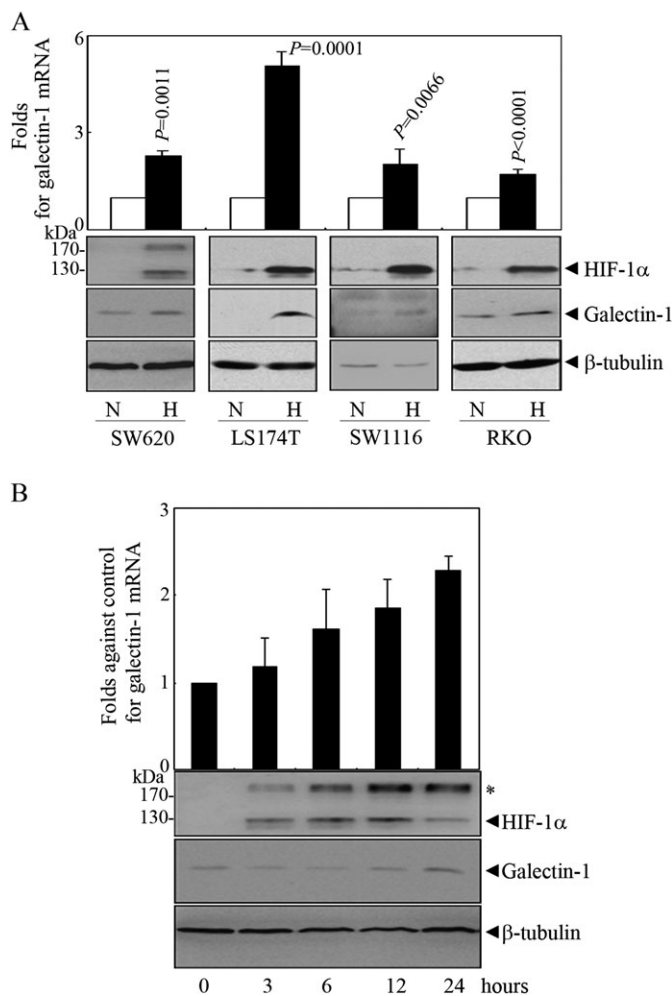 A
Folds
for galectin-1 mRNA
6
3
0
P=0.0011
P=0.0001
P=0.0066
P<0.0001
kDa
170-
130-
HIF-1α
Galectin-1
β-tubulin
N H N H N H N H
SW620 LS174T SW1116 RKO
B
Folds against control
for galectin-1 mRNA
3
2
1
0
kDa
170-
130-
*
HIF-1α
Galectin-1
β-tubulin
0 3 6 12 24 hours